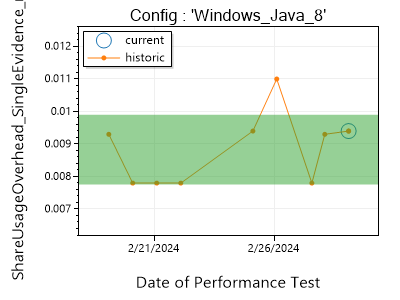 Config : 'Windows_Java_8'
current
historic
0.012
0.011
0.01
0.009
0.008
0.007
ShareUsageOverhead_SingleEvidence_
2/21/2024
2/26/2024
Date of Performance Test